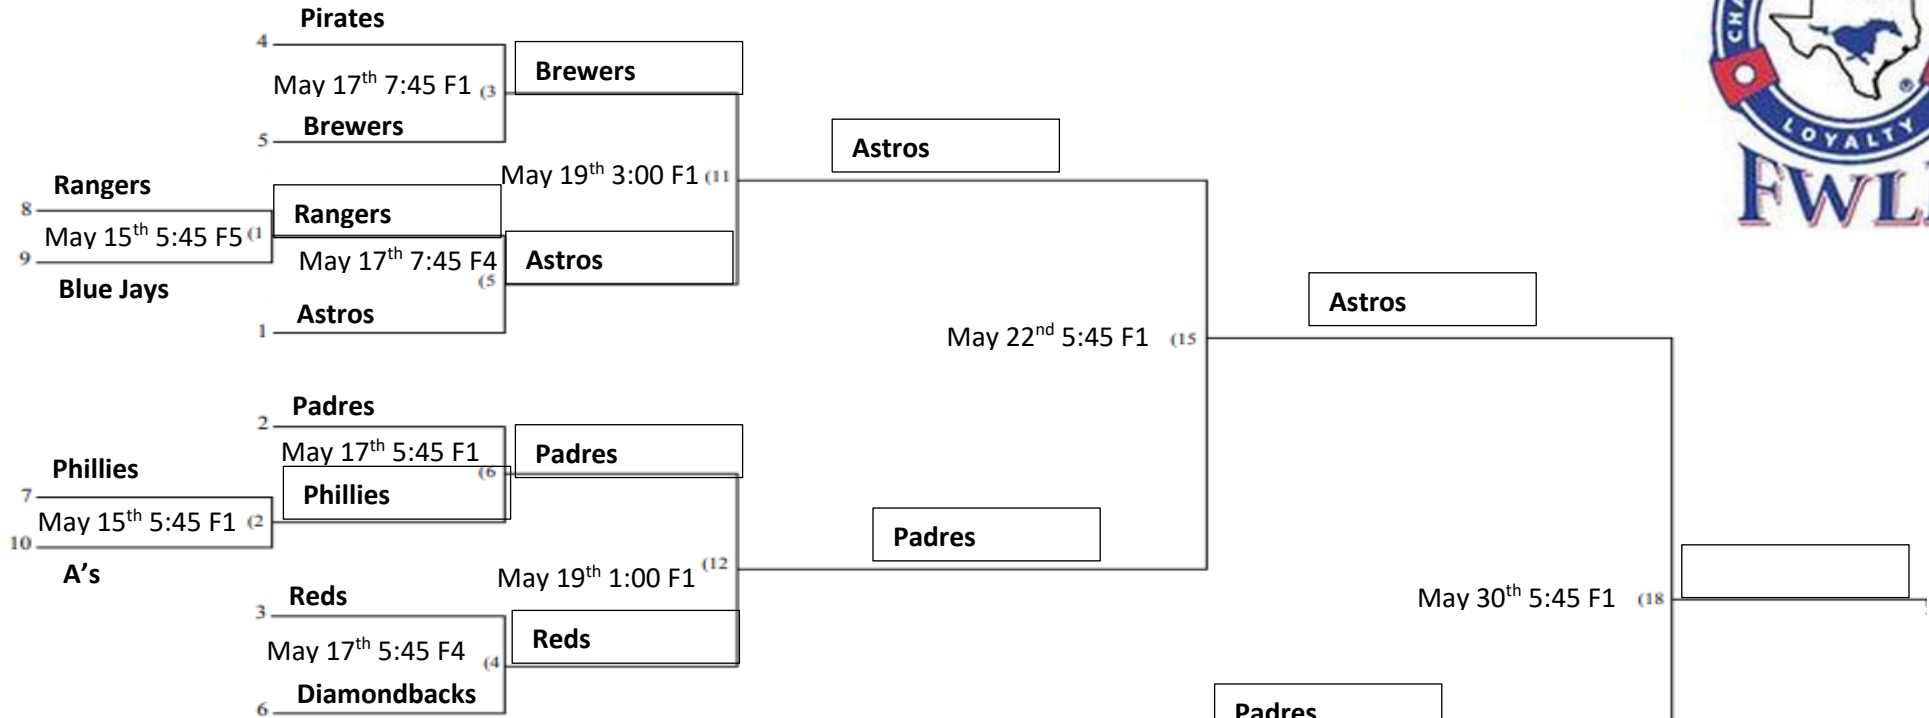 Pirates
4
May 17th 7:45 F1 (3
Brewers
5
Brewers
Rangers
8
May 15th 5:45 F5 (1
9
Blue Jays
Rangers
May 17th 7:45 F4
(5
Astros
1
Astros
May 19th 3:00 F1 (11
Astros
Padres
2
May 17th 5:45 F1
(6
Phillies
7
May 15th 5:45 F1 (2
10
A's
Phillies
Padres
May 19th 1:00 F1 (12
Reds
3
May 17th 5:45 F4 (4
Diamondbacks
6
Reds
Padres
May 22nd 5:45 F1 (15
Astros
May 30th 5:45 F1 (18
Padres
CHA
LOYALTY
®
FWL